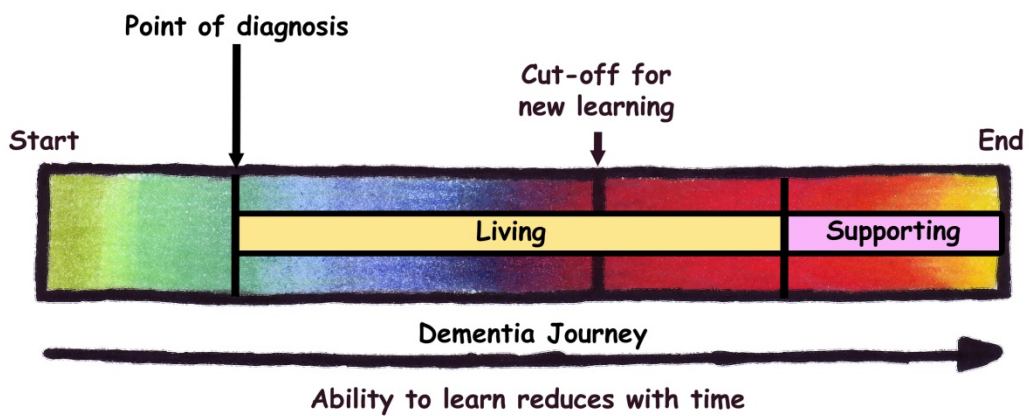 Point of diagnosis
Cut-off for
new learning
Start
End
Living
Supporting
Dementia Journey
Ability to learn reduces with time